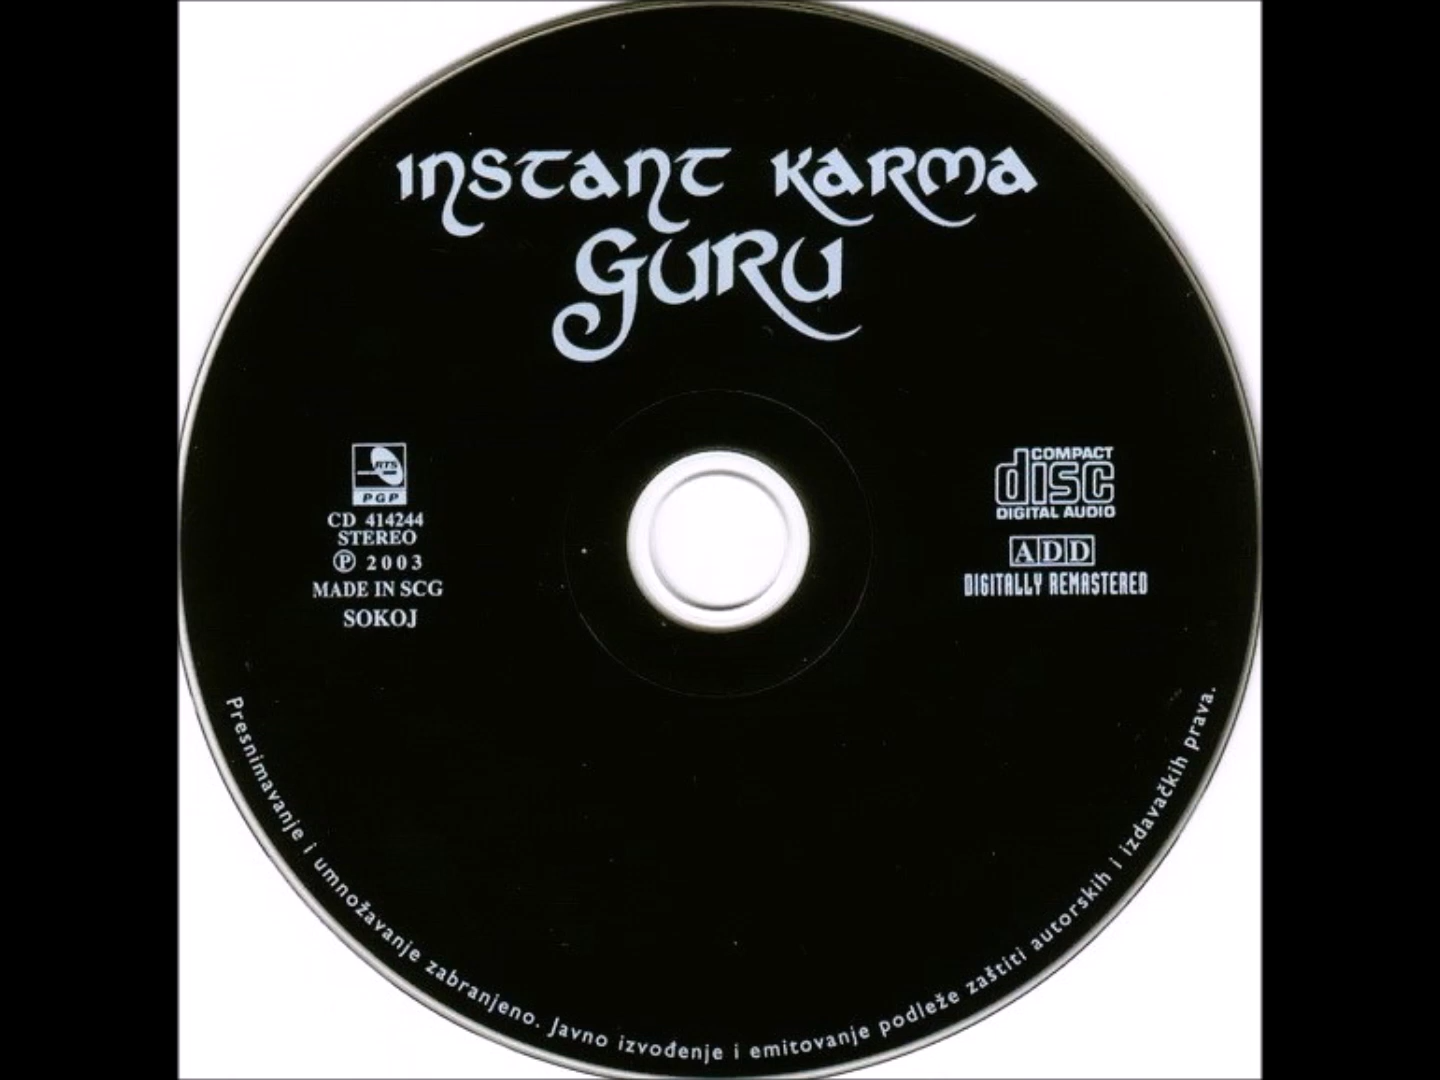 INSTANT KARMA
GURU
RTS
PGP
CD 414244
STEREO
℗ 2003
MADE IN SCG
SOKOJ
COMPACT
disc
DIGITAL AUDIO
ADD
DIGITALLY REMASTERED
Presnimavanje i umnožavanje zabranjeno. Javno izvođenje i emitovanje podleže zaštiti autorskih i izdavačkih prava.